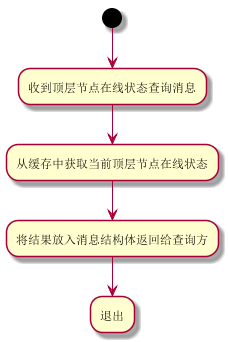 收到顶层节点在线状态查询消息
从缓存中获取当前顶层节点在线状态
将结果放入消息结构体返回给查询方
退出